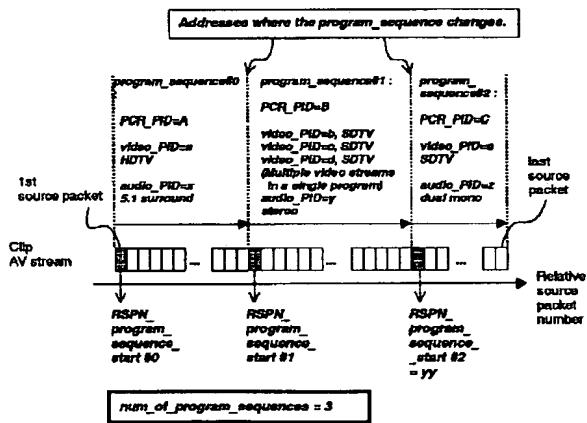 Addresses where the program_sequence changes.
program_sequence#0
PCR_PID=A
video_PID=a
HDTV
audio_PID=x
5.1 surround
program_sequence#1 :
PCR_PID=B
video_PID=b, SDTV
video_PID=c, SDTV
video_PID=d, SDTV
(Multiple video streams
in a single program)
audio_PID=y
stereo
program_
sequence#2 :
PCR_PID=C
video_PID=e
SDTV
audio_PID=z
dual mono
1st
source packet
last
source
packet
Clip
AV stream
...
...
...
Relative
source
packet
number
RSPN_
program_
sequence_
start #0
RSPN_
program_
sequence_
start #1
RSPN_
program_
sequence_
_start #2
= yy
num_of_program_sequences = 3